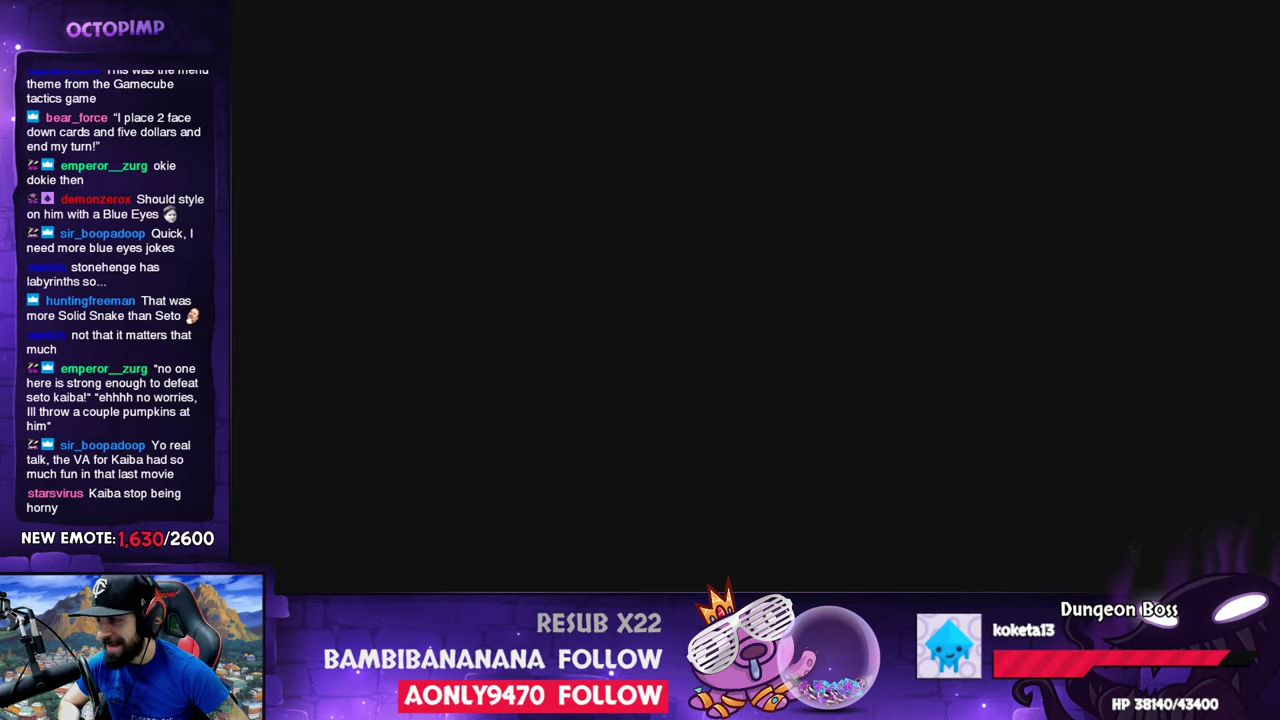 OCTOPIMP
This was the menu
theme from the Gamecube
tactics game
bear_force "I place 2 face
down cards and five dollars and
end my turn!"
emperor__zurg okie
dokie then
demonzerox Should style
on him with a Blue Eyes
sir_boopadoop Quick, I
need more blue eyes jokes
stonehenge has
labyrinths so...
huntingfreeman That was
more Solid Snake than Seto
not that it matters that
much
emperor__zurg "no one
here is strong enough to defeat
seto kaiba!" "ehhhh no worries,
Ill throw a couple pumpkins at
him"
sir_boopadoop Yo real
talk, the VA for Kaiba had so
much fun in that last movie
starsvirus Kaiba stop being
horny
NEW EMOTE: 1,630/2600
RESUB X22
BAMBIBANANANA FOLLOW
AONLY9470 FOLLOW
Dungeon Boss
koketa13
HP 38140/43400